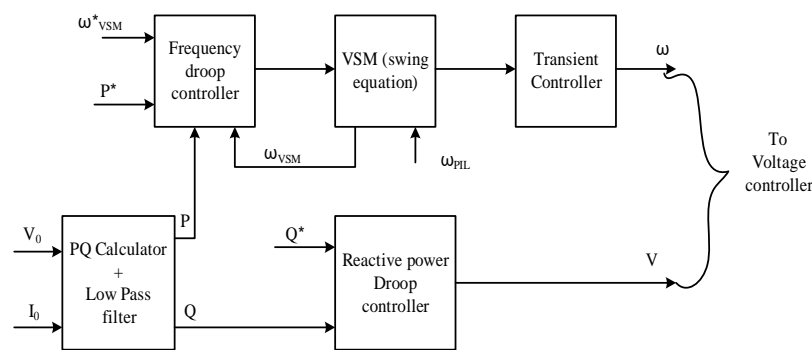 ω*VSM
P*
Frequency
droop
controller
VSM (swing
equation)
Transient
Controller
ω
ωVSM
ωPIL
To
Voltage
controller
P
V0
I0
PQ Calculator
+
Low Pass
filter
Q
Q*
Reactive power
Droop
controller
V